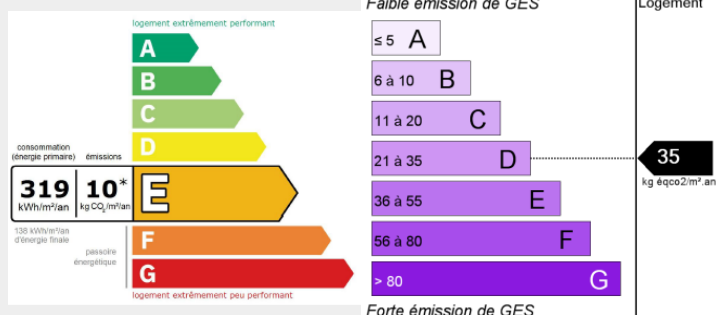 logement extrêmement performant
A
B
C
D
consommation
(énergie primaire)
émissions
319
kWh/m²/an
10*
kg CO₂/m²/an
E
138 kWh/m²/an
d'énergie finale
passoire
énergétique
F
G
logement extrêmement peu performant
Faible émission de GES
Logement
≤ 5 A
6 à 10 B
11 à 20 C
21 à 35 D
35
kg éqco2/m².an
36 à 55 E
56 à 80 F
> 80 G
Forte émission de GES